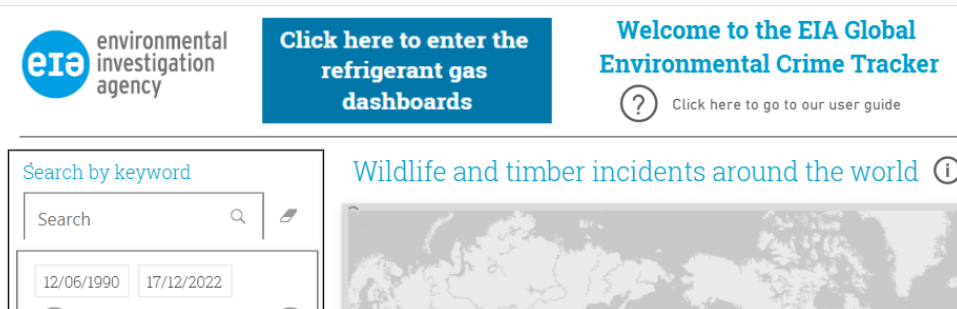 eia environmental
investigation
agency
Click here to enter the
refrigerant gas
dashboards
Welcome to the EIA Global
Environmental Crime Tracker
? Click here to go to our user guide
Search by keyword
Search
12/06/1990 17/12/2022
Wildlife and timber incidents around the world i